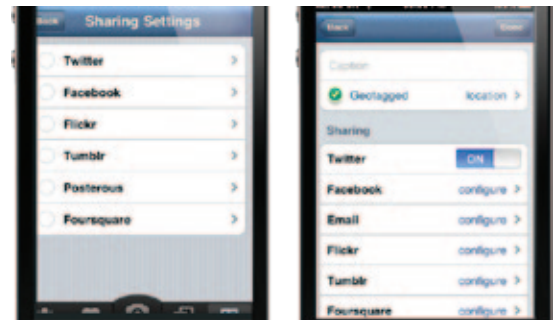 Back Sharing Settings
Twitter
Facebook
Flickr
Tumblr
Posterous
Foursquare
Back
Caption
Geotagged location
Sharing
Twitter ON
Facebook configure
Email configure
Flickr configure
Tumblr configure
Foursquare configure